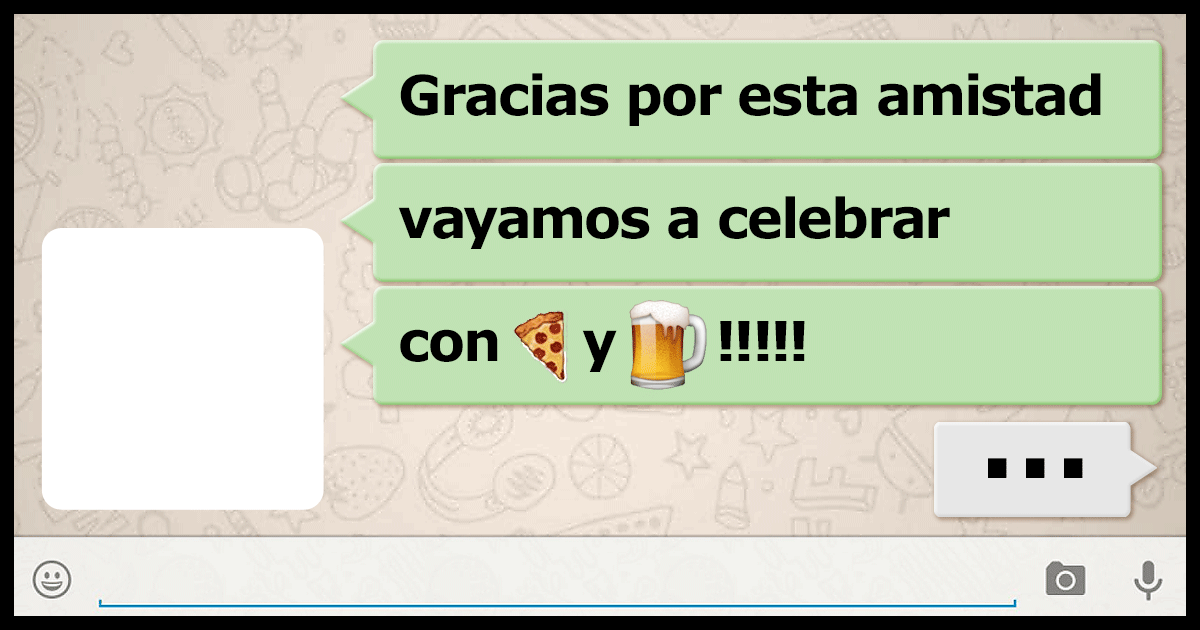 Gracias por esta amistad
vayamos a celebrar
con 🍕 y 🍺 !!!!!
...